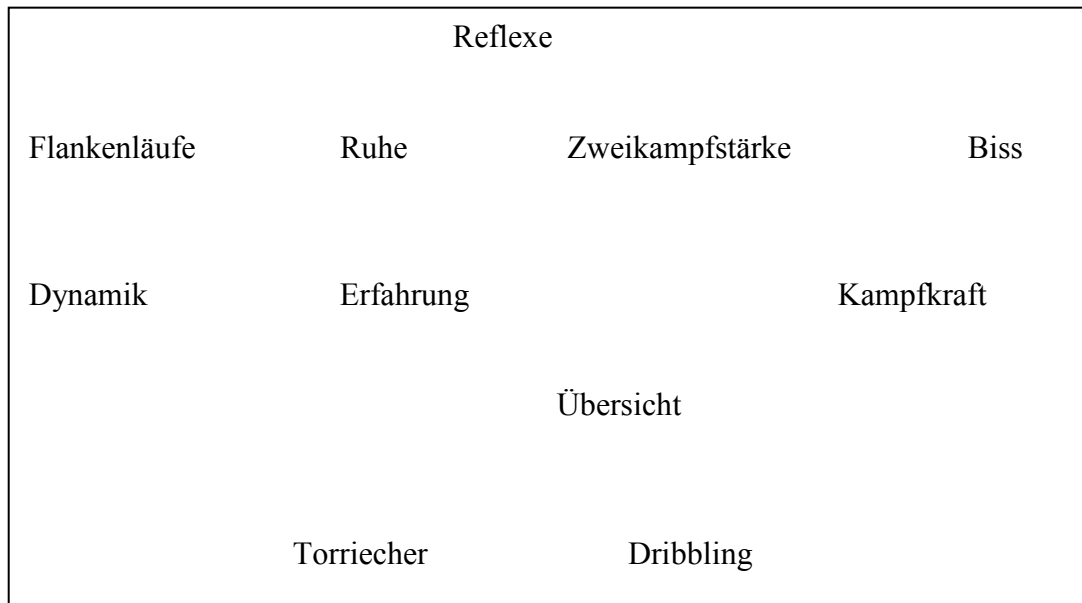 Reflexe
Flankenläufe Ruhe Zweikampfstärke Biss
Dynamik Erfahrung Kampfkraft
Übersicht
Torriecher Dribbling